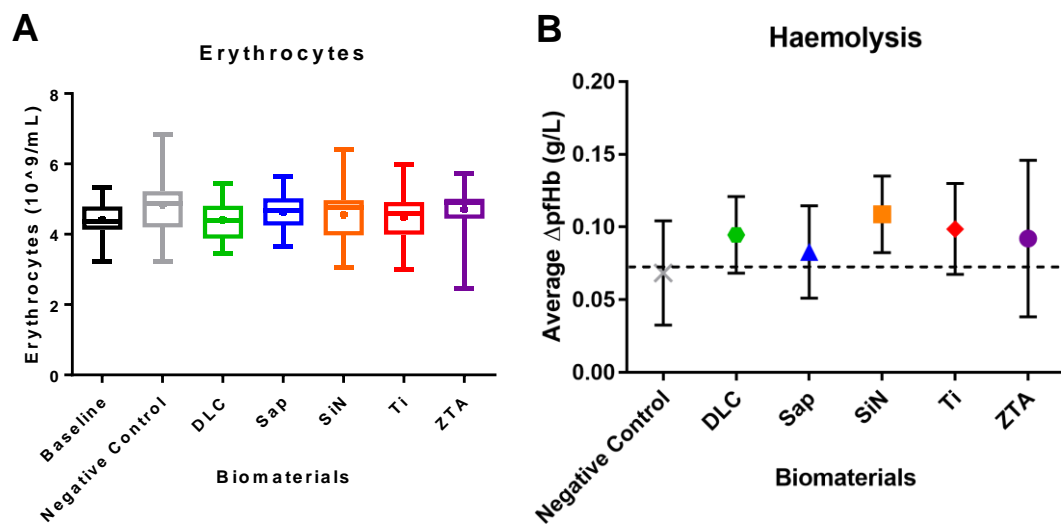 A
Erythrocytes
Erythrocytes (10^9/mL)
8
6
4
2
0
Baseline
Negative Control
DLC
Sap
SiN
Ti
ZTA
Biomaterials
B
Haemolysis
Average ΔpfHb (g/L)
0.20
0.15
0.10
0.05
0.00
Negative Control
DLC
Sap
SiN
Ti
ZTA
Biomaterials